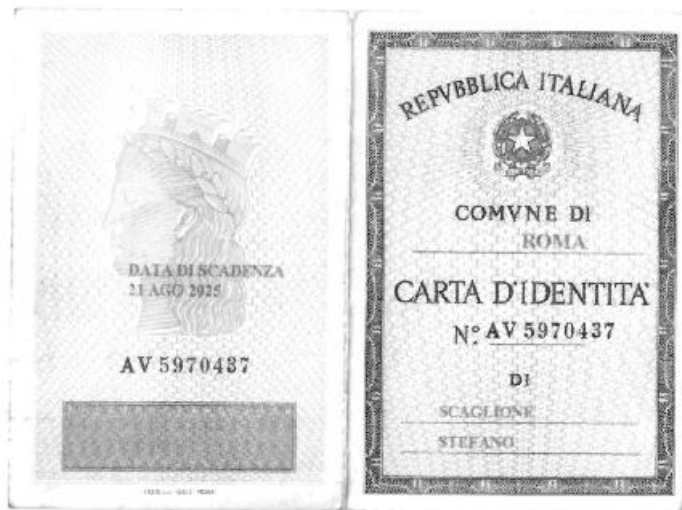 DATA DI SCADENZA
21 AGO 2025
AV 5970437
REPVBBLICA ITALIANA
COMVNE DI
ROMA
CARTA D'IDENTITA'
Nº AV 5970437
DI
SCAGLIONE
STEFANO